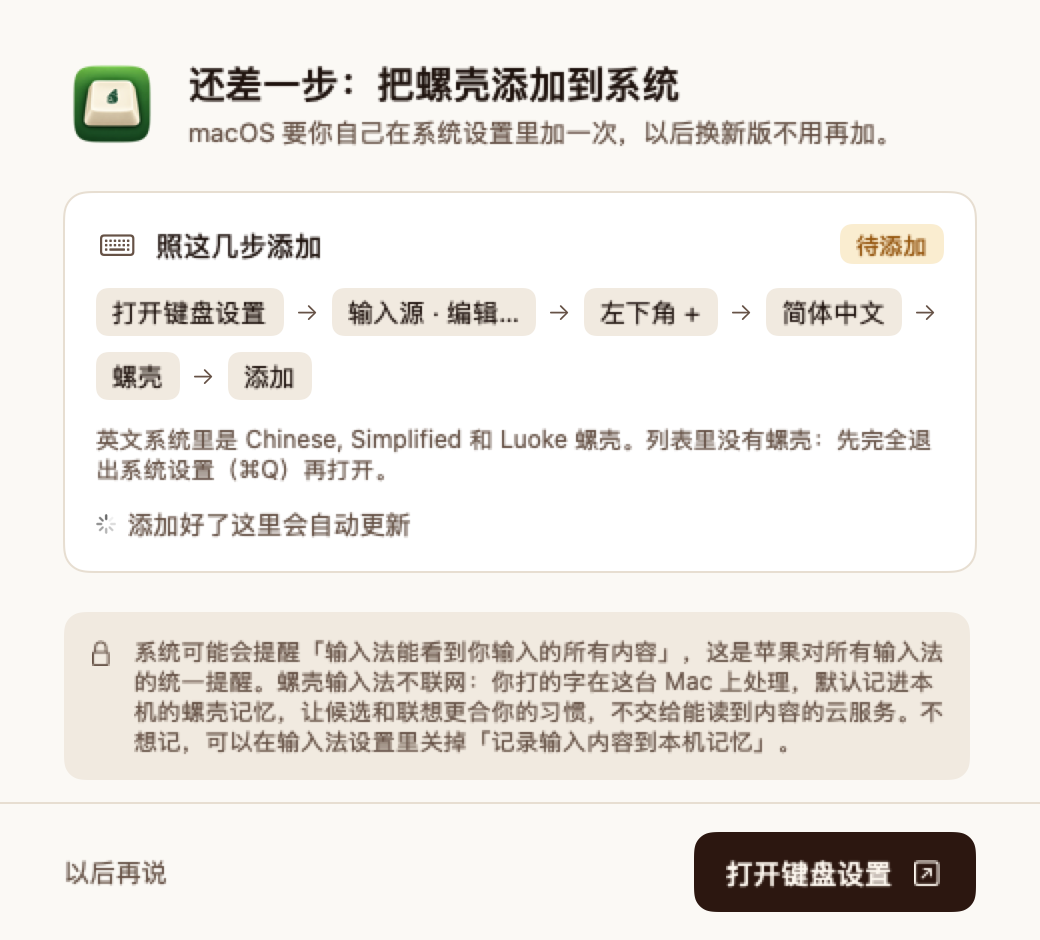 还差一步：把螺壳添加到系统
macOS 要你自己在系统设置里加一次，以后换新版不用再加。
照这几步添加
待添加
打开键盘设置 → 输入源 · 编辑... → 左下角 + → 简体中文 →
螺壳 → 添加
英文系统里是 Chinese, Simplified 和 Luoke 螺壳。列表里没有螺壳：先完全退
出系统设置（⌘Q）再打开。
添加好了这里会自动更新
系统可能会提醒「输入法能看到你输入的所有内容」，这是苹果对所有输入法
的统一提醒。螺壳输入法不联网：你打的字在这台 Mac 上处理，默认记进本
机的螺壳记忆，让候选和联想更合你的习惯，不交给能读到内容的云服务。不
想记，可以在输入法设置里关掉「记录输入内容到本机记忆」。
以后再说
打开键盘设置